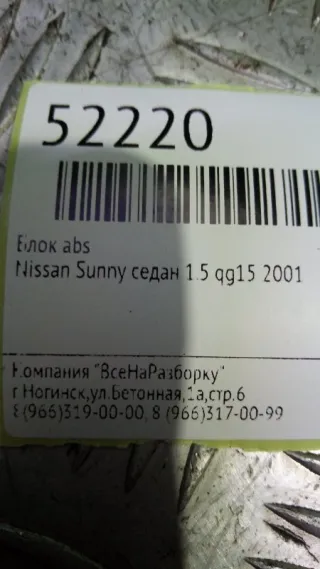 52220
Блок abs
Nissan Sunny седан 1.5 qg15 2001
Компания "ВсеНаРазборку"
г Ногинск,ул.Бетонная,1а,стр.6
8(966)319-00-00, 8 (966)317-00-99